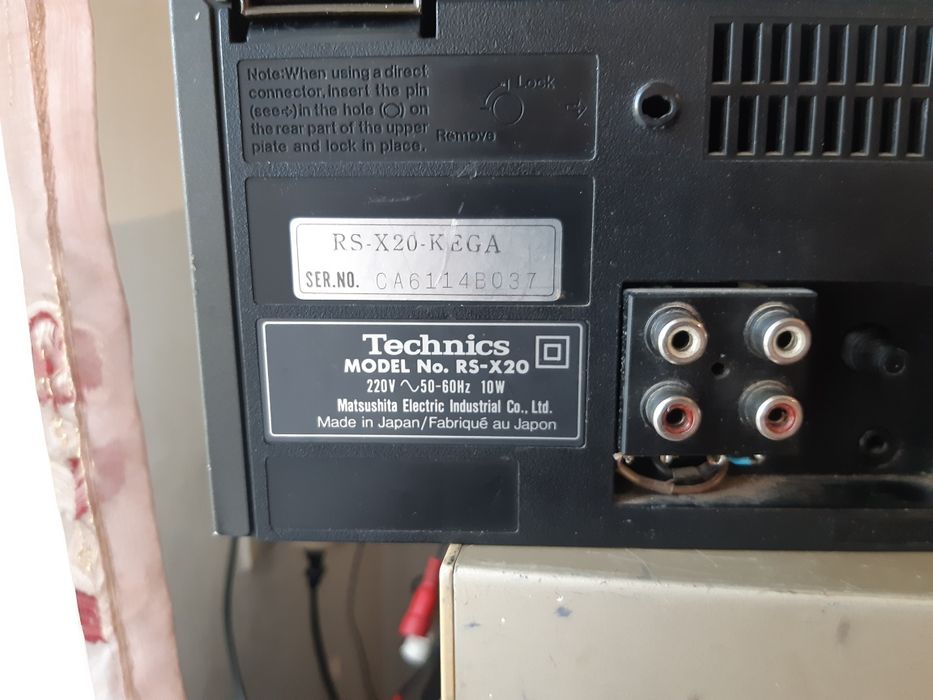 Note:When using a direct
connector, Insert the pin
(see⇨)in the hole (◯) on
the rear part of the upper
plate and lock in place.
Lock
Remove
RS-X20-KEGA
SER.NO. CA6114B037
Technics
MODEL No. RS-X20
220V ∿50-60Hz 10W
Matsushita Electric Industrial Co., Ltd.
Made in Japan/Fabriqué au Japon